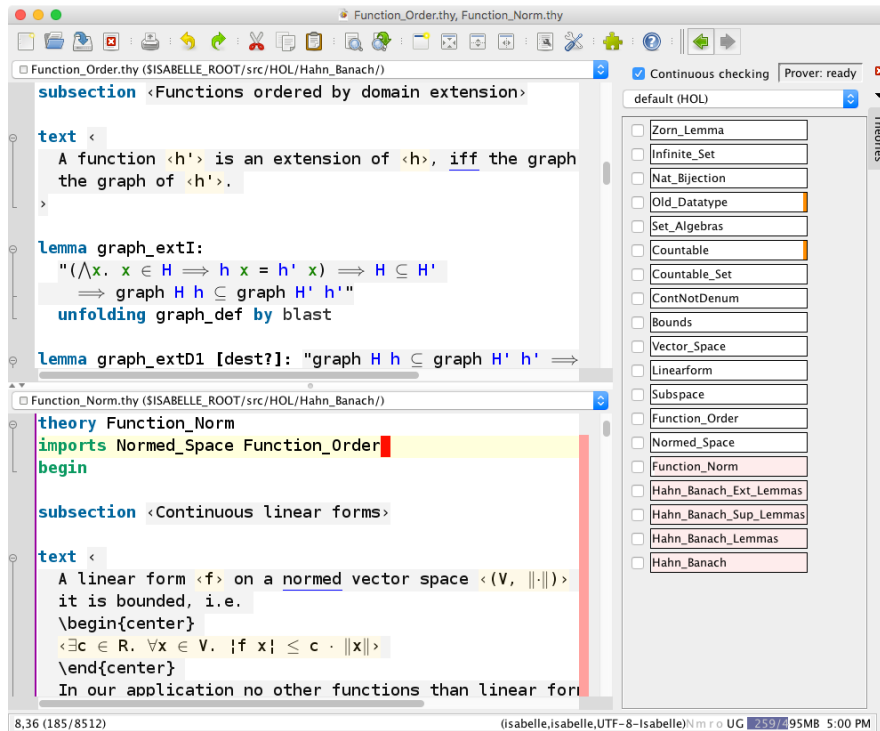 Function_Order.thy, Function_Norm.thy
Function_Order.thy ($ISABELLE_ROOT/src/HOL/Hahn_Banach/)
subsection ‹Functions ordered by domain extension›
text ‹
A function ‹h'› is an extension of ‹h›, iff the graph
the graph of ‹h'›.
›
lemma graph_extI:
"(⋀x. x ∈ H ⟹ h x = h' x) ⟹ H ⊆ H'
⟹ graph H h ⊆ graph H' h'"
unfolding graph_def by blast
lemma graph_extD1 [dest?]: "graph H h ⊆ graph H' h' ⟹
Function_Norm.thy ($ISABELLE_ROOT/src/HOL/Hahn_Banach/)
theory Function_Norm
imports Normed_Space Function_Order
begin
subsection ‹Continuous linear forms›
text ‹
A linear form ‹f› on a normed vector space ‹(V, ∥·∥)›
it is bounded, i.e.
\begin{center}
‹∃c ∈ R. ∀x ∈ V. ¦f x¦ ≤ c · ∥x∥›
\end{center}
In our application no other functions than linear for
Continuous checking
Prover: ready
default (HOL)
Theories
Zorn_Lemma
Infinite_Set
Nat_Bijection
Old_Datatype
Set_Algebras
Countable
Countable_Set
ContNotDenum
Bounds
Vector_Space
Linearform
Subspace
Function_Order
Normed_Space
Function_Norm
Hahn_Banach_Ext_Lemmas
Hahn_Banach_Sup_Lemmas
Hahn_Banach_Lemmas
Hahn_Banach
8,36 (185/8512)
(isabelle,isabelle,UTF-8-Isabelle)N m r o UG 259/495MB 5:00 PM